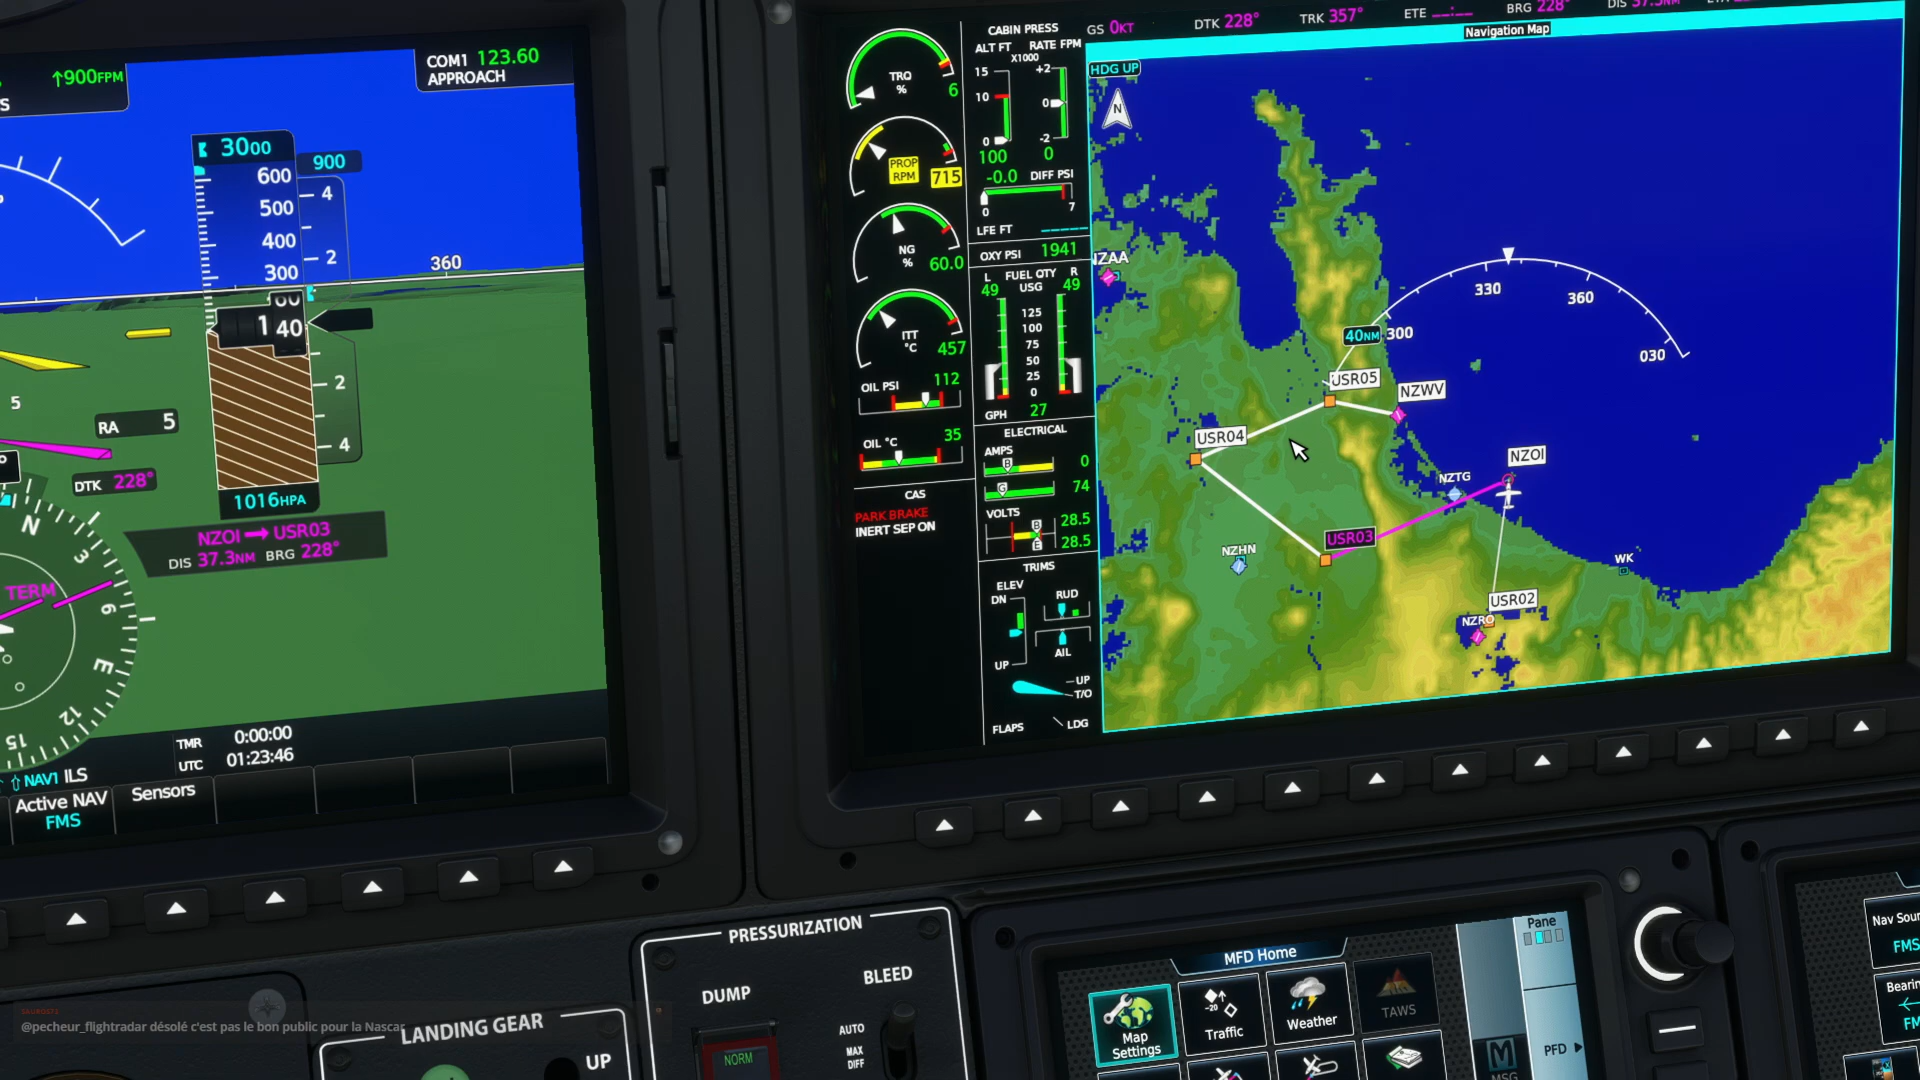 ↑900FPM
COM1 123.60
APPROACH
3000
900
600
500
400
300
4
2
1 40
2
4
360
5
RA 5
DTK 228°
1016HPA
NZOI → USR03
DIS 37.3NM BRG 228°
TERM
N
3
6
E
12
15
TMR 0:00:00
UTC 01:23:46
NAV1 ILS
Active NAV
FMS
Sensors
TRQ
%
6
PROP
RPM
715
NG
%
60.0
ITT
°C
457
OIL PSI 112
OIL °C 35
CAS
PARK BRAKE
INERT SEP ON
CABIN PRESS
ALT FT RATE FPM
X1000
15
10
0
+2
0
-2
100 0
-0.0 DIFF PSI
0 7
LFE FT
OXY PSI 1941
L FUEL QTY R
49 USG 49
125
100
75
50
25
0
GPH 27
ELECTRICAL
AMPS
B 0
G 74
VOLTS
B 28.5
E 28.5
TRIMS
ELEV
DN
RUD
AIL
UP
UP
T/O
FLAPS LDG
GS 0KT DTK 228° TRK 357° ETE BRG 228°
Navigation Map
HDG UP
N
NZAA
330
360
300
030
40NM
USR05
NZWV
USR04
NZOI
NZTG
USR03
NZHN
WK
USR02
NZRO
PRESSURIZATION
DUMP
BLEED
NORM
AUTO
MAX
DIFF
LANDING GEAR
UP
@pecheur_flightradar désolé c'est pas le bon public pour la Nascar
MFD Home
Map
Settings
Traffic
Weather
TAWS
Pane
PFD
MSG
Nav Sour
FMS
Bearin